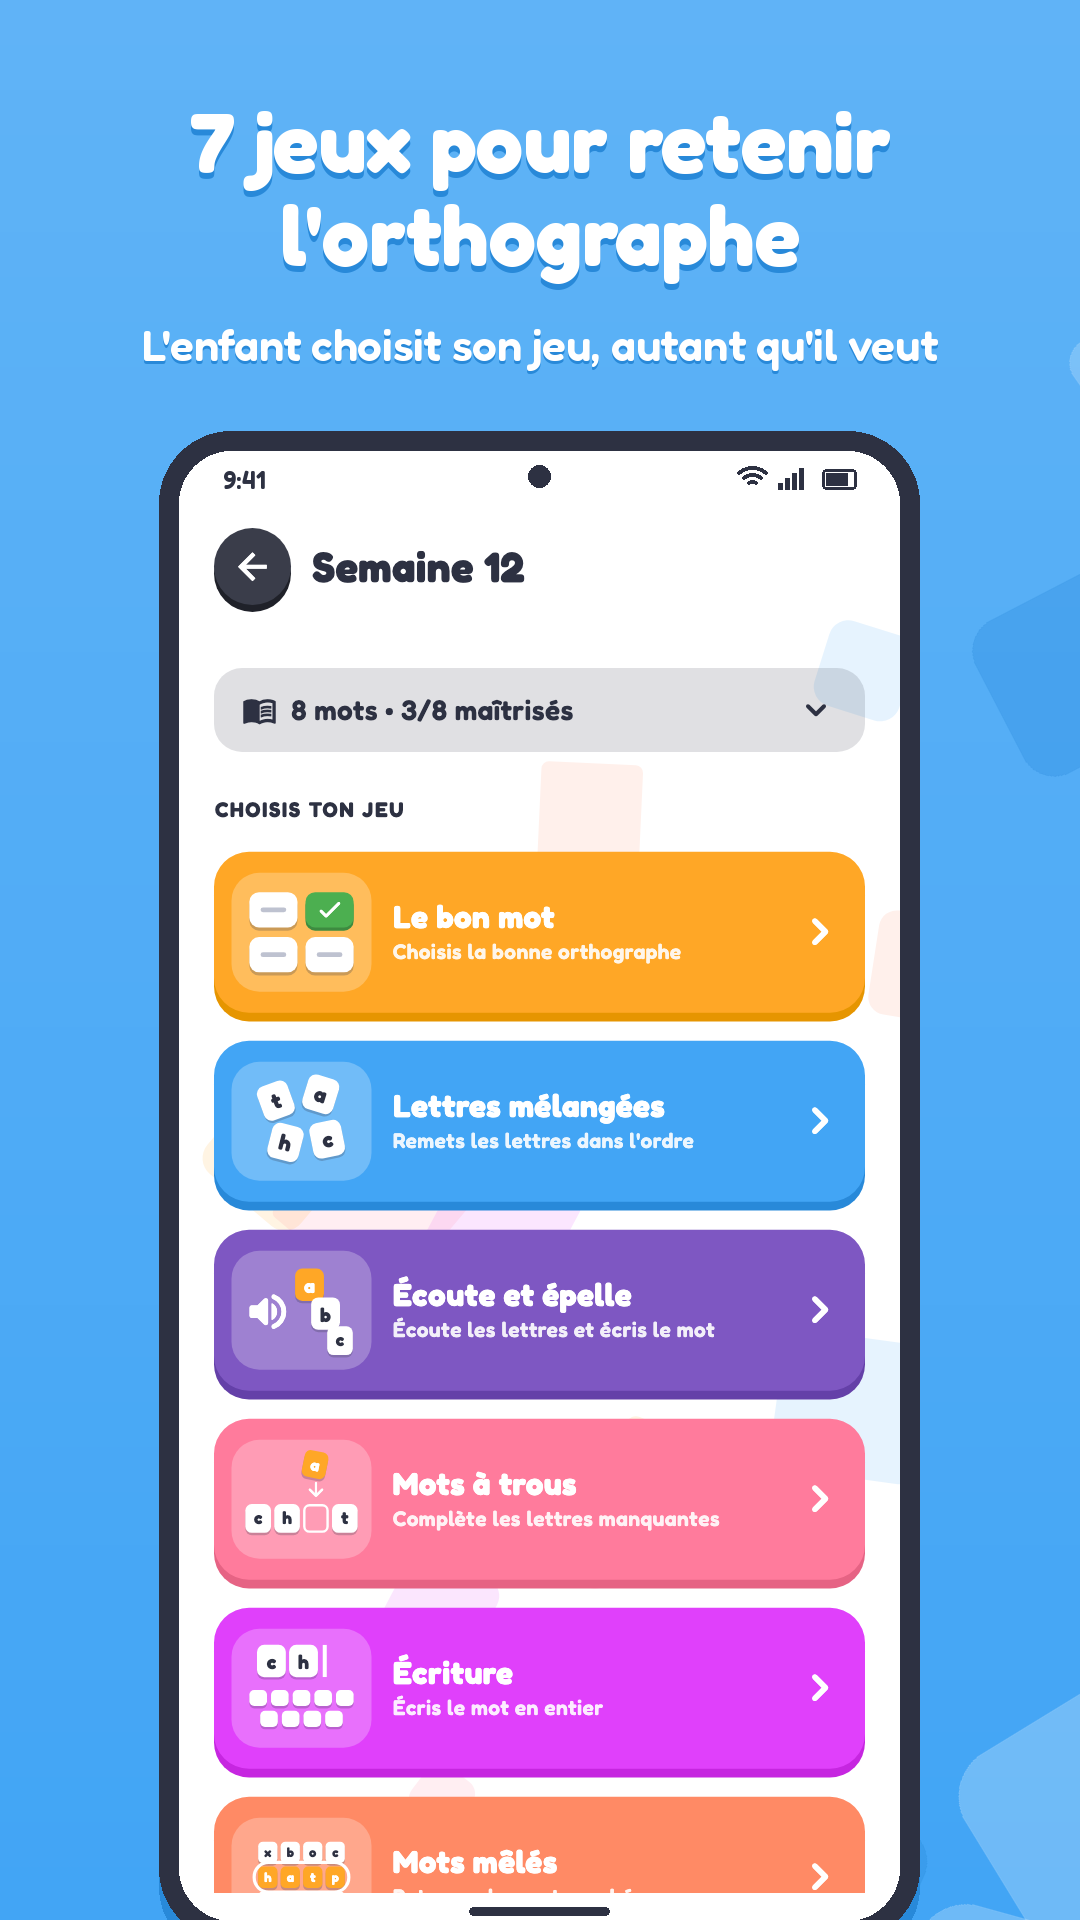 7 jeux pour retenir
l'orthographe
L'enfant choisit son jeu, autant qu'il veut
9:41
Semaine 12
8 mots • 3/8 maîtrisés
CHOISIS TON JEU
Le bon mot
Choisis la bonne orthographe
t a
h c
Lettres mélangées
Remets les lettres dans l'ordre
a
b
c
Écoute et épelle
Écoute les lettres et écris le mot
a
c h t
Mots à trous
Complète les lettres manquantes
c h
Écriture
Écris le mot en entier
x b o c
h a t p
Mots mêlés